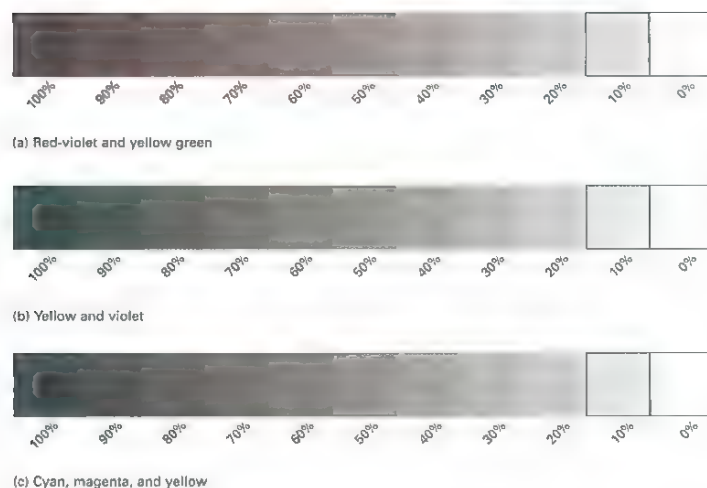 100% 90% 80% 70% 60% 50% 40% 30% 20% 10% 0%
(a) Red-violet and yellow green
100% 90% 80% 70% 60% 50% 40% 30% 20% 10% 0%
(b) Yellow and violet
100% 90% 80% 70% 60% 50% 40% 30% 20% 10% 0%
(c) Cyan, magenta, and yellow